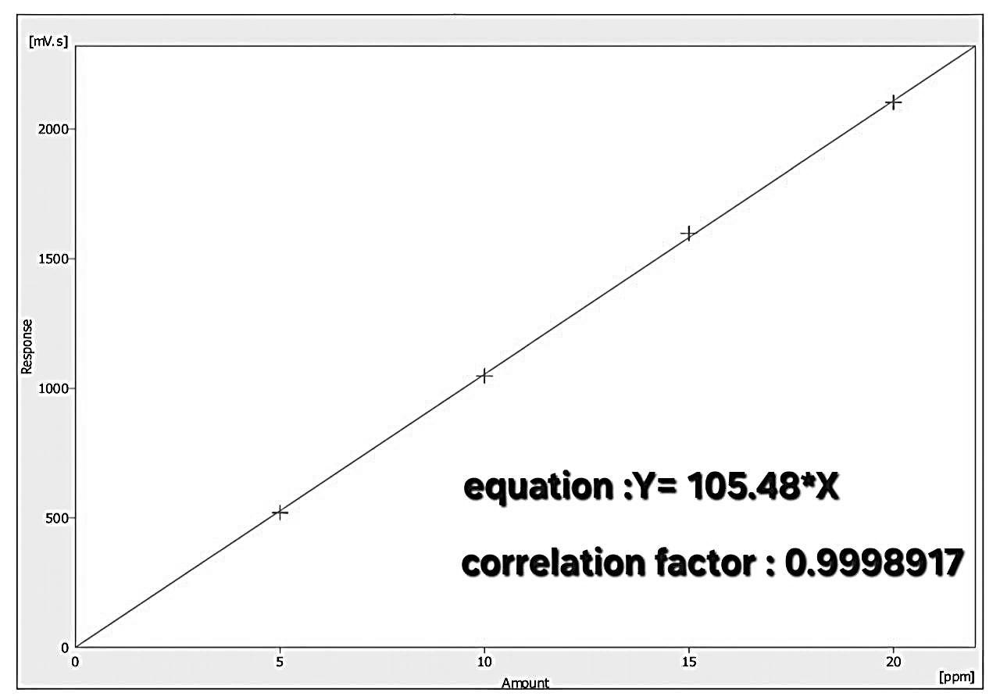 [mV.s]
2000
1500
Response
1000
500
0
equation :Y= 105.48*X
correlation factor : 0.9998917
0 5 10 15 20
Amount [ppm]